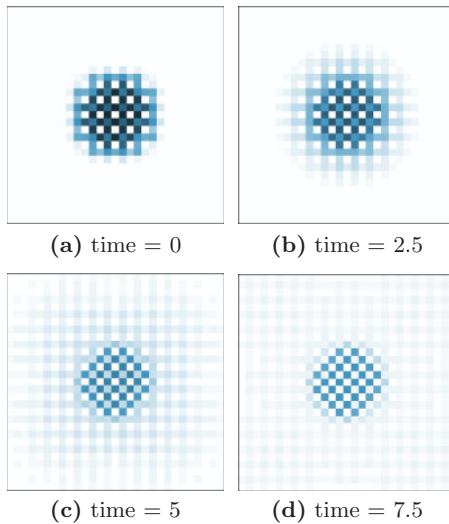 (a) time = 0
(b) time = 2.5
(c) time = 5
(d) time = 7.5